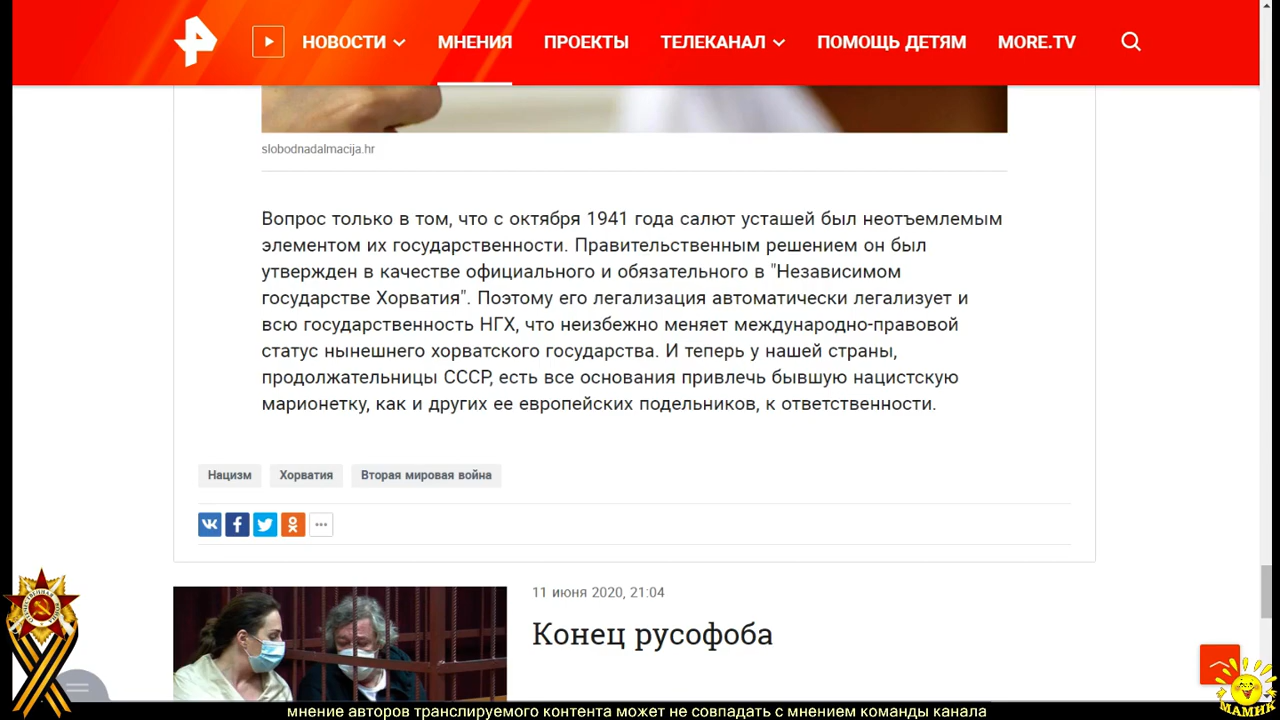 НОВОСТИ МНЕНИЯ ПРОЕКТЫ ТЕЛЕКАНАЛ ПОМОЩЬ ДЕТЯМ MORE.TV
slobodnadalmacija.hr
Вопрос только в том, что с октября 1941 года салют усташей был неотъемлемым
элементом их государственности. Правительственным решением он был
утвержден в качестве официального и обязательного в "Независимом
государстве Хорватия". Поэтому его легализация автоматически легализует и
всю государственность НГХ, что неизбежно меняет международно-правовой
статус нынешнего хорватского государства. И теперь у нашей страны,
продолжательницы СССР, есть все основания привлечь бывшую нацистскую
марионетку, как и других ее европейских подельников, к ответственности.
Нацизм Хорватия Вторая мировая война
11 июня 2020, 21:04
Конец русофоба
ОТЕЧЕСТВЕННАЯ ВОЙНА
МАМИК
мнение авторов транслируемого контента может не совпадать с мнением команды канала